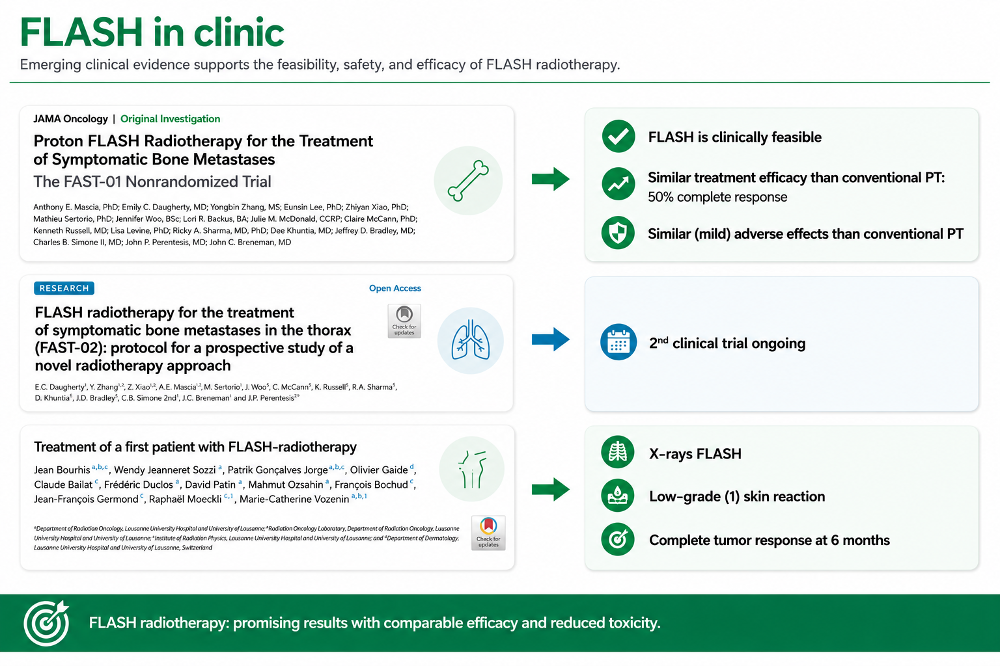 FLASH in clinic
Emerging clinical evidence supports the feasibility, safety, and efficacy of FLASH radiotherapy.
JAMA Oncology | Original Investigation
Proton FLASH Radiotherapy for the Treatment
of Symptomatic Bone Metastases
The FAST-01 Nonrandomized Trial
Anthony E. Mascia, PhD; Emily C. Daugherty, MD; Yongbin Zhang, MS; Eunsin Lee, PhD; Zhiyan Xiao, PhD;
Mathieu Sertorio, PhD; Jennifer Woo, BSc; Lori R. Backus, BA; Julie M. McDonald, CCRP; Claire McCann, PhD;
Kenneth Russell, MD; Lisa Levine, PhD; Ricky A. Sharma, MD, PhD; Dee Khuntia, MD; Jeffrey D. Bradley, MD;
Charles B. Simone II, MD; John P. Perentesis, MD; John C. Breneman, MD
FLASH is clinically feasible
Similar treatment efficacy than conventional PT:
50% complete response
Similar (mild) adverse effects than conventional PT
RESEARCH
Open Access
FLASH radiotherapy for the treatment
of symptomatic bone metastases in the thorax
(FAST-02): protocol for a prospective study of a
novel radiotherapy approach
Check for
updates
E.C. Daugherty¹, Y. Zhang¹·², Z. Xiao¹·², A.E. Mascia¹·², M. Sertorio¹, J. Woo⁵, C. McCann⁵, K. Russell⁵, R.A. Sharma⁵,
D. Khuntia⁵, J.D. Bradley⁵, C.B. Simone 2nd¹, J.C. Breneman¹ and J.P. Perentesis²*
2nd clinical trial ongoing
Treatment of a first patient with FLASH-radiotherapy
Jean Bourhis a,b,c, Wendy Jeanneret Sozzi a, Patrik Gonçalves Jorge a,b,c, Olivier Gaide d,
Claude Bailat c, Frédéric Duclos a, David Patin a, Mahmut Ozsahin a, François Bochud c,
Jean-François Germond c, Raphaël Moeckli c,1, Marie-Catherine Vozenin a,b,1
Department of Radiation Oncology, Lausanne University Hospital and University of Lausanne; Radiation Oncology Laboratary, Department of Radiation Oncology, Luusanne
University Hospital and University of Lausanne; Institute of Radiation Physics, Lausanne University Hospital and University of Lausanne; and dDepartment of Dermatology,
Lausanne University Hospital and University of Lausanne, Switzerland
Check for
updates
X-rays FLASH
Low-grade (1) skin reaction
Complete tumor response at 6 months
FLASH radiotherapy: promising results with comparable efficacy and reduced toxicity.